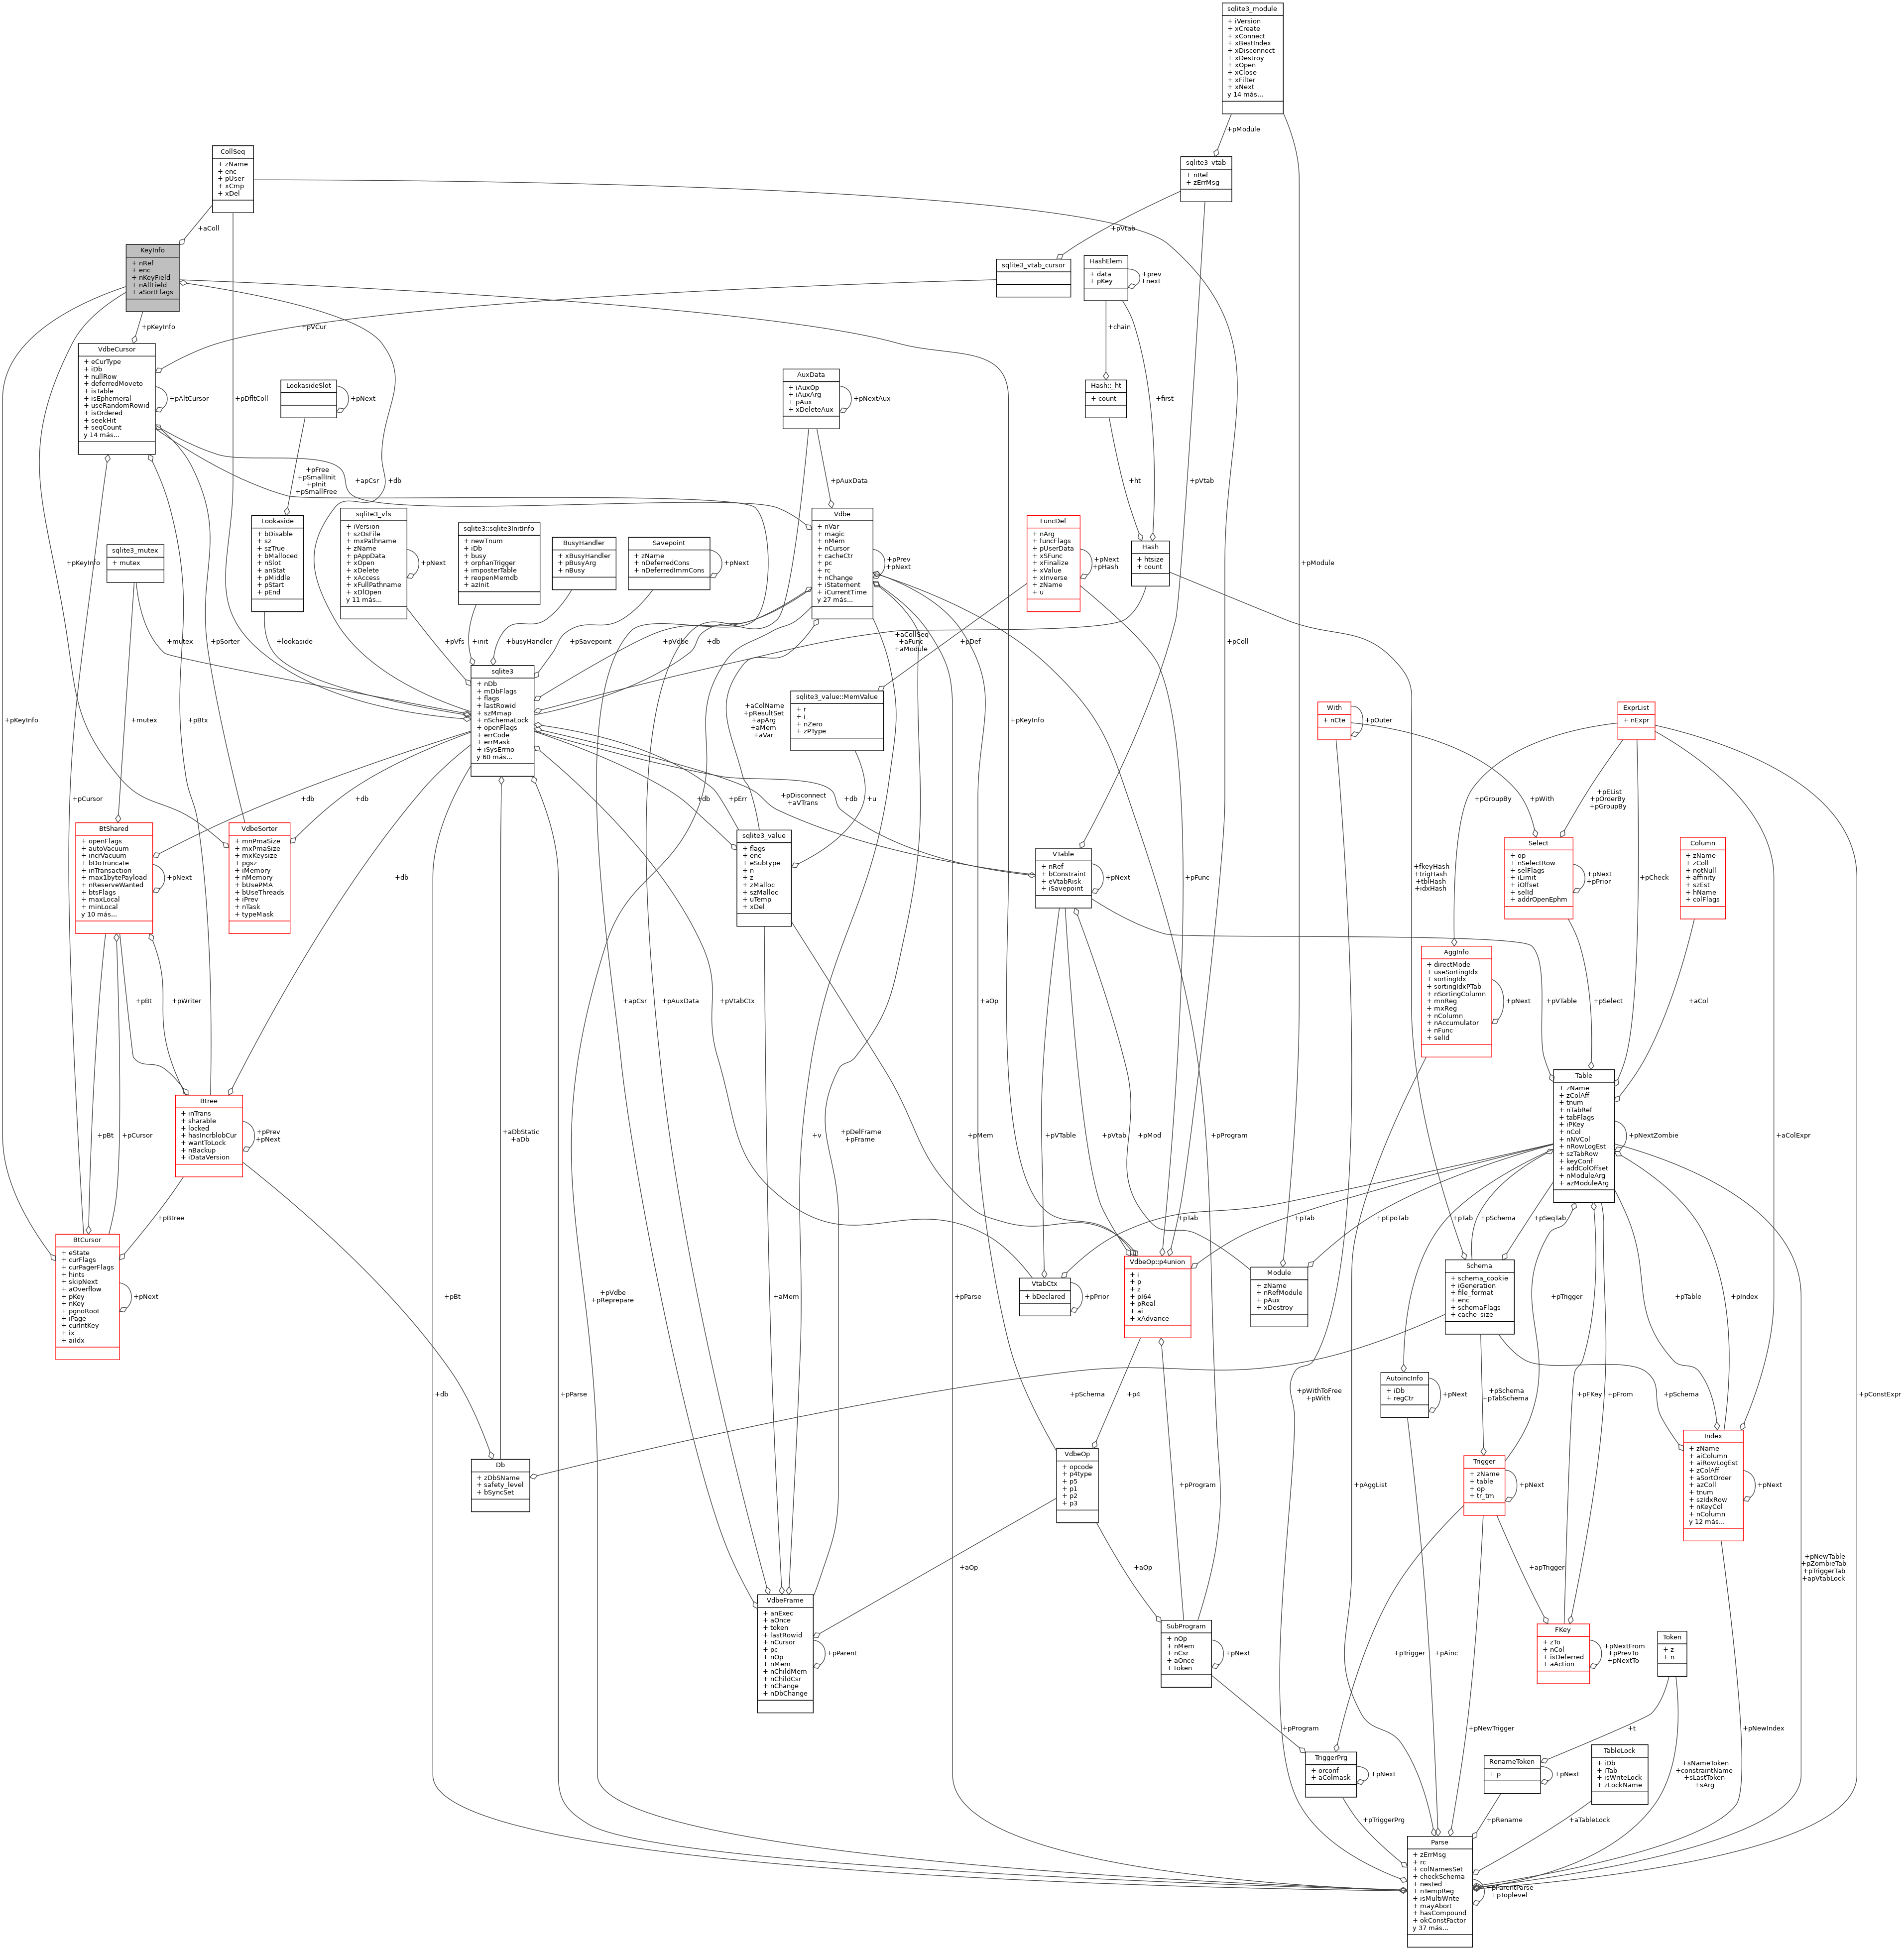 sqlite3_module
+ iVersion
+ xCreate
+ xConnect
+ xBestIndex
+ xDisconnect
+ xDestroy
+ xOpen
+ xClose
+ xFilter
+ xNext
y 14 más...
+pModule
CollSeq
+ zName
+ enc
+ pUser
+ xCmp
+ xDel
sqlite3_vtab
+ nRef
+ zErrMsg
+aColl
+pVtab
KeyInfo
+ nRef
+ enc
+ nKeyField
+ nAllField
+ aSortFlags
sqlite3_vtab_cursor
HashElem
+ data
+ pKey
+prev
+next
+pKeyInfo
+pVCur
+chain
VdbeCursor
+ eCurType
+ iDb
+ nullRow
+ deferredMoveto
+ isTable
+ isEphemeral
+ useRandomRowid
+ isOrdered
+ seekHit
+ seqCount
y 14 más...
+pAltCursor
+pDfltColl
LookasideSlot
+pNext
AuxData
+ iAuxOp
+ iAuxArg
+ pAux
+ xDeleteAux
+pNextAux
Hash::_ht
+ count
+first
+pFree
+pSmallInit
+pInit
+pSmallFree
+apCsr
+db
+pAuxData
+ht
+pVtab
+pModule
sqlite3_mutex
+ mutex
+pKeyInfo
Lookaside
+ bDisable
+ sz
+ szTrue
+ bMalloced
+ nSlot
+ anStat
+ pMiddle
+ pStart
+ pEnd
sqlite3_vfs
+ iVersion
+ szOsFile
+ mxPathname
+ zName
+ pAppData
+ xOpen
+ xDelete
+ xAccess
+ xFullPathname
+ xDlOpen
y 11 más...
+pNext
sqlite3::sqlite3InitInfo
+ newTnum
+ iDb
+ busy
+ orphanTrigger
+ imposterTable
+ reopenMemdb
+ azInit
BusyHandler
+ xBusyHandler
+ pBusyArg
+ nBusy
Savepoint
+ zName
+ nDeferredCons
+ nDeferredImmCons
+pNext
Vdbe
+ nVar
+ magic
+ nMem
+ nCursor
+ cacheCtr
+ pc
+ rc
+ nChange
+ iStatement
+ iCurrentTime
y 27 más...
+pPrev
+pNext
FuncDef
+ nArg
+ funcFlags
+ pUserData
+ xSFunc
+ xFinalize
+ xValue
+ xInverse
+ zName
+ u
+pNext
+pHash
Hash
+ htsize
+ count
+mutex
+pSorter
+lookaside
+pVfs
+init
+busyHandler
+pSavepoint
+pVdbe
+db
+aCollSeq
+aFunc
+aModule
+pDef
+pColl
sqlite3
+ nDb
+ mDbFlags
+ flags
+ lastRowid
+ szMmap
+ nSchemaLock
+ openFlags
+ errCode
+ errMask
+ iSysErrno
y 60 más...
sqlite3_value::MemValue
+ r
+ i
+ nZero
+ zPType
+aColName
+pResultSet
+apArg
+aMem
+aVar
+pKeyInfo
+mutex
+pBtx
+pKeyInfo
With
+ nCte
+pOuter
ExprList
+ nExpr
+pCursor
+db
+db
+db
+pErr
+u
+pDisconnect
+aVTrans
+db
+pGroupBy
+pWith
+pEList
+pOrderBy
+pGroupBy
BtShared
+ openFlags
+ autoVacuum
+ incrVacuum
+ bDoTruncate
+ inTransaction
+ max1bytePayload
+ nReserveWanted
+ btsFlags
+ maxLocal
+ minLocal
y 10 más...
+pNext
VdbeSorter
+ mnPmaSize
+ mxPmaSize
+ mxKeysize
+ pgsz
+ iMemory
+ nMemory
+ bUsePMA
+ bUseThreads
+ iPrev
+ nTask
+ typeMask
+db
sqlite3_value
+ flags
+ enc
+ eSubtype
+ n
+ z
+ zMalloc
+ szMalloc
+ uTemp
+ xDel
VTable
+ nRef
+ bConstraint
+ eVtabRisk
+ iSavepoint
+pNext
+pFunc
+fkeyHash
+trigHash
+tblHash
+idxHash
Select
+ op
+ nSelectRow
+ selFlags
+ iLimit
+ iOffset
+ selId
+ addrOpenEphm
+pNext
+pPrior
+pCheck
Column
+ zName
+ zColl
+ notNull
+ affinity
+ szEst
+ hName
+ colFlags
+pBt
+pWriter
+apCsr
+pAuxData
+pVtabCtx
+aOp
AggInfo
+ directMode
+ useSortingIdx
+ sortingIdx
+ sortingIdxPTab
+ nSortingColumn
+ mnReg
+ mxReg
+ nColumn
+ nAccumulator
+ nFunc
+ selId
+pNext
+pVTable
+pSelect
+aCol
Btree
+ inTrans
+ sharable
+ locked
+ hasIncrblobCur
+ wantToLock
+ nBackup
+ iDataVersion
+pPrev
+pNext
+pBt
+pCursor
+aDbStatic
+aDb
+v
+pDelFrame
+pFrame
+pMem
+pVTable
+pVtab
+pMod
+pProgram
Table
+ zName
+ zColAff
+ tnum
+ nTabRef
+ tabFlags
+ iPKey
+ nCol
+ nNVCol
+ nRowLogEst
+ szTabRow
+ keyConf
+ addColOffset
+ nModuleArg
+ azModuleArg
+pNextZombie
+aColExpr
+pBtree
+pTab
+pTab
+pEpoTab
+pTab
+pSchema
+pSeqTab
BtCursor
+ eState
+ curFlags
+ curPagerFlags
+ hints
+ skipNext
+ aOverflow
+ pKey
+ nKey
+ pgnoRoot
+ iPage
+ curIntKey
+ ix
+ aiIdx
+pNext
+pBt
+pVdbe
+pReprepare
+aMem
+pParse
VtabCtx
+ bDeclared
+pPrior
VdbeOp::p4union
+ i
+ p
+ z
+ pI64
+ pReal
+ ai
+ xAdvance
Module
+ zName
+ nRefModule
+ pAux
+ xDestroy
Schema
+ schema_cookie
+ iGeneration
+ file_format
+ enc
+ schemaFlags
+ cache_size
+pTrigger
+pTable
+pIndex
+db
+pParse
+pSchema
+p4
+pWithToFree
+pWith
AutoincInfo
+ iDb
+ regCtr
+pNext
+pSchema
+pTabSchema
+pFKey
+pFrom
+pSchema
+pConstExpr
Db
+ zDbSName
+ safety_level
+ bSyncSet
VdbeOp
+ opcode
+ p4type
+ p5
+ p1
+ p2
+ p3
+pProgram
+pAggList
Trigger
+ zName
+ table
+ op
+ tr_tm
+pNext
Index
+ zName
+ aiColumn
+ aiRowLogEst
+ zColAff
+ aSortOrder
+ azColl
+ tnum
+ szIdxRow
+ nKeyCol
+ nColumn
y 12 más...
+pNext
+aOp
+aOp
+apTrigger
+pNewTable
+pZombieTab
+pTriggerTab
+apVtabLock
VdbeFrame
+ anExec
+ aOnce
+ token
+ lastRowid
+ nCursor
+ pc
+ nOp
+ nMem
+ nChildMem
+ nChildCsr
+ nChange
+ nDbChange
+pParent
SubProgram
+ nOp
+ nMem
+ nCsr
+ aOnce
+ token
+pNext
+pTrigger
+pAinc
FKey
+ zTo
+ nCol
+ isDeferred
+ aAction
+pNextFrom
+pPrevTo
+pNextTo
Token
+ z
+ n
+pProgram
+pNewTrigger
+t
+pNewIndex
TriggerPrg
+ orconf
+ aColmask
+pNext
RenameToken
+ p
+pNext
TableLock
+ iDb
+ iTab
+ isWriteLock
+ zLockName
+sNameToken
+constraintName
+sLastToken
+sArg
+pTriggerPrg
+pRename
+aTableLock
Parse
+ zErrMsg
+ rc
+ colNamesSet
+ checkSchema
+ nested
+ nTempReg
+ isMultiWrite
+ mayAbort
+ hasCompound
+ okConstFactor
y 37 más...
+pParentParse
+pToplevel